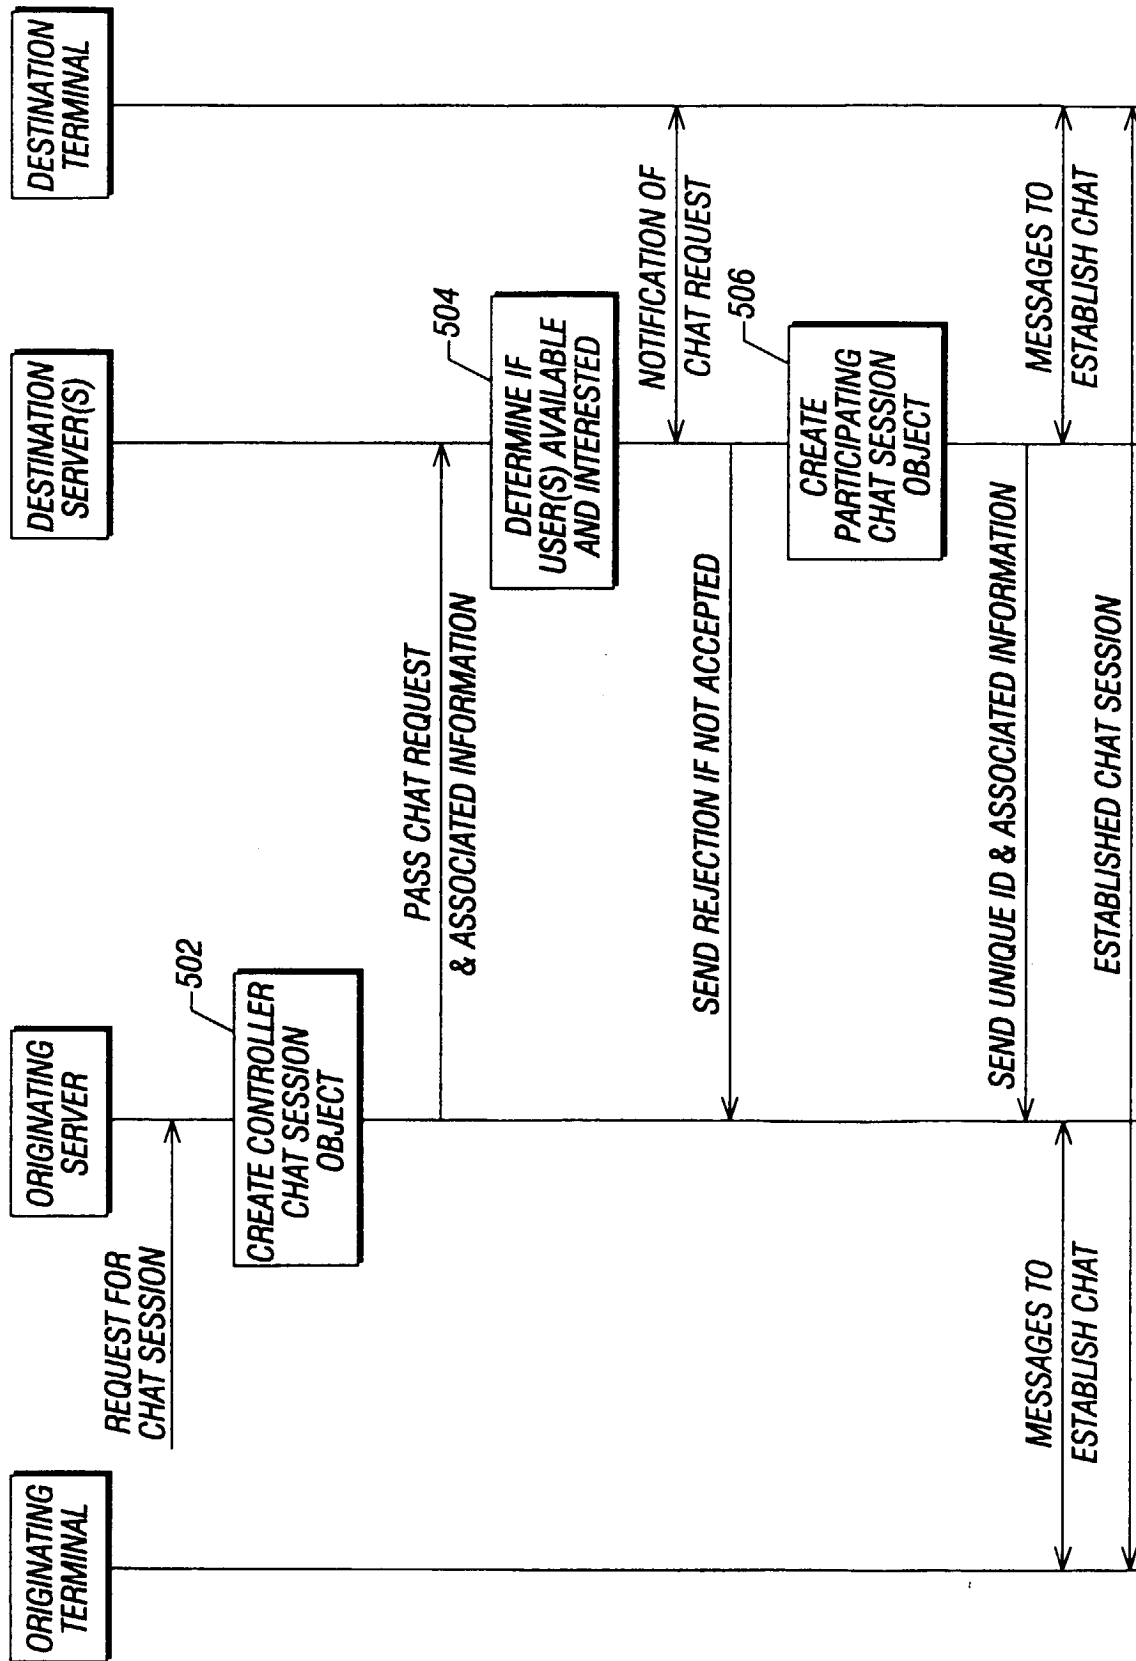 ORIGINATING
TERMINAL
ORIGINATING
SERVER
DESTINATION
SERVER(S)
DESTINATION
TERMINAL
REQUEST FOR
CHAT SESSION
502
CREATE CONTROLLER
CHAT SESSION
OBJECT
PASS CHAT REQUEST
& ASSOCIATED INFORMATION
504
DETERMINE IF
USER(S) AVAILABLE
AND INTERESTED
NOTIFICATION OF
CHAT REQUEST
SEND REJECTION IF NOT ACCEPTED
506
CREATE
PARTICIPATING
CHAT SESSION
OBJECT
SEND UNIQUE ID & ASSOCIATED INFORMATION
MESSAGES TO
ESTABLISH CHAT
MESSAGES TO
ESTABLISH CHAT
ESTABLISHED CHAT SESSION